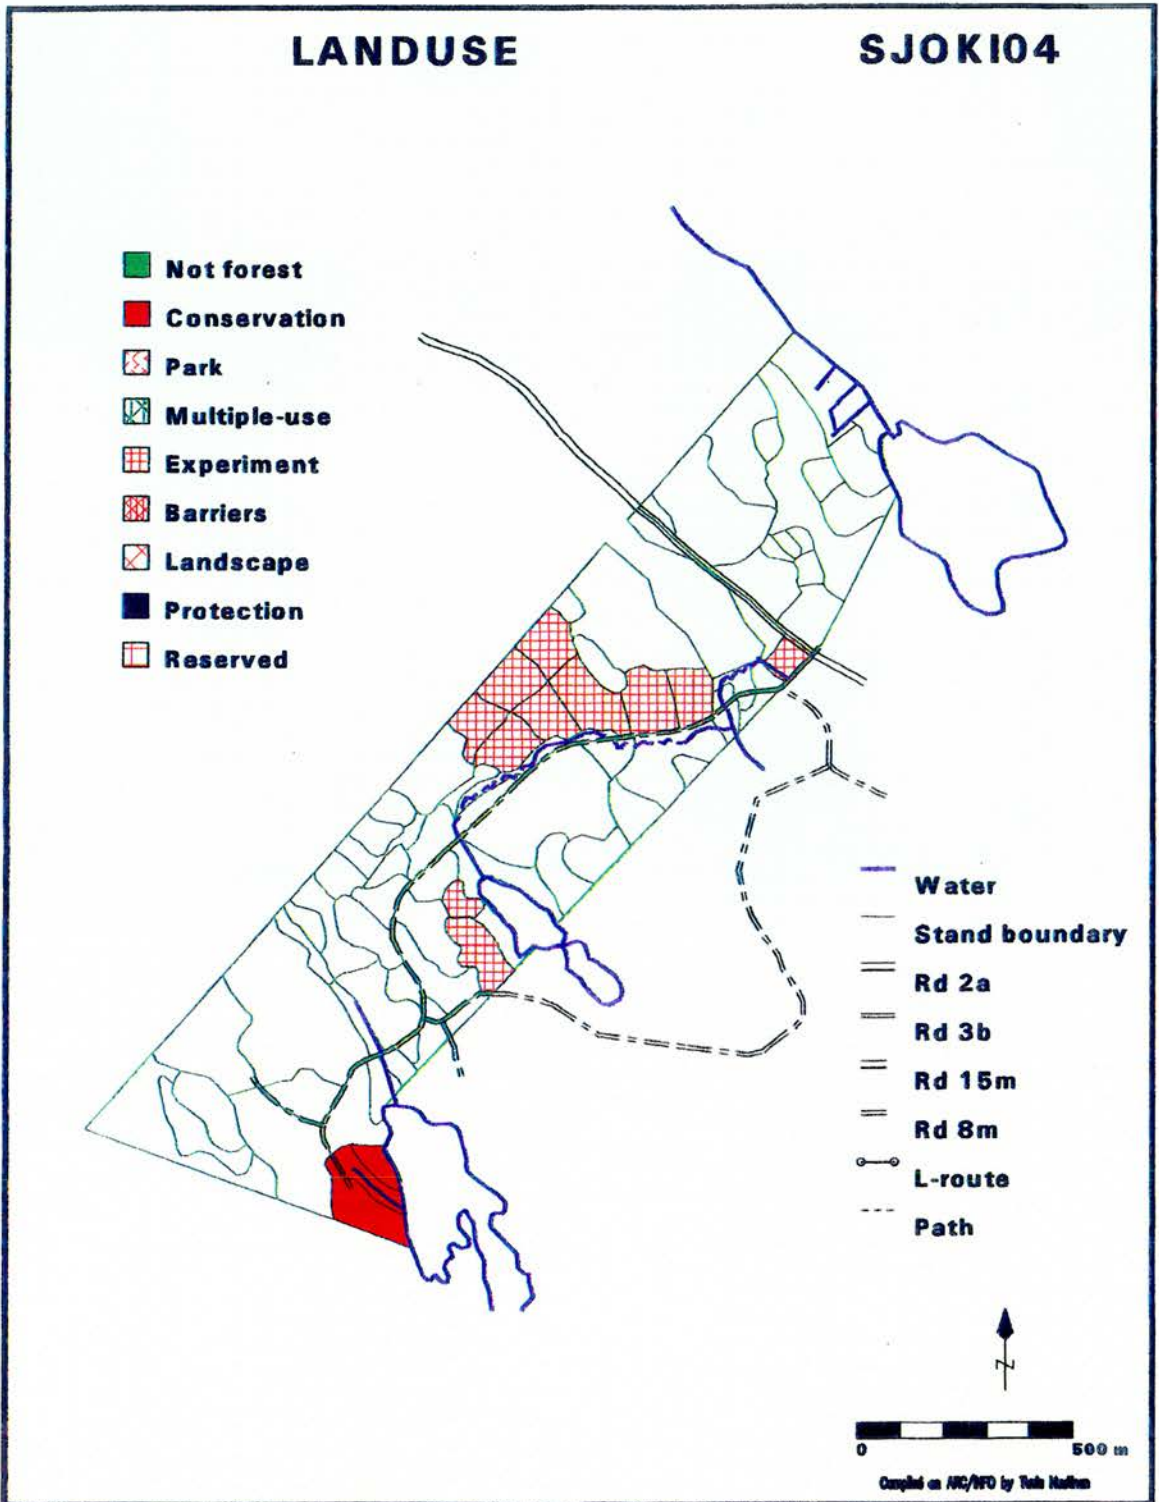 LANDUSE SJOKI04
Not forest
Conservation
Park
Multiple-use
Experiment
Barriers
Landscape
Protection
Reserved
Water
Stand boundary
Rd 2a
Rd 3b
Rd 15m
Rd 8m
L-route
Path
N
0 500 m
Compiled on ARC/INFO by